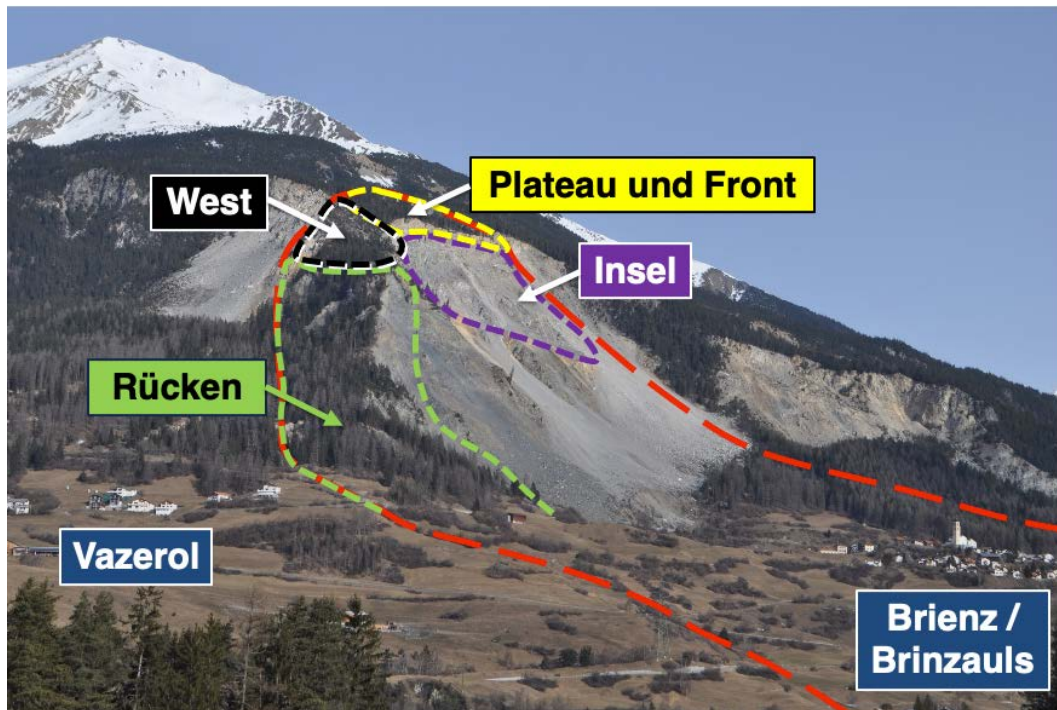 Plateau und Front
West
Insel
Rücken
Vazerol
Brienz /
Brinzauls